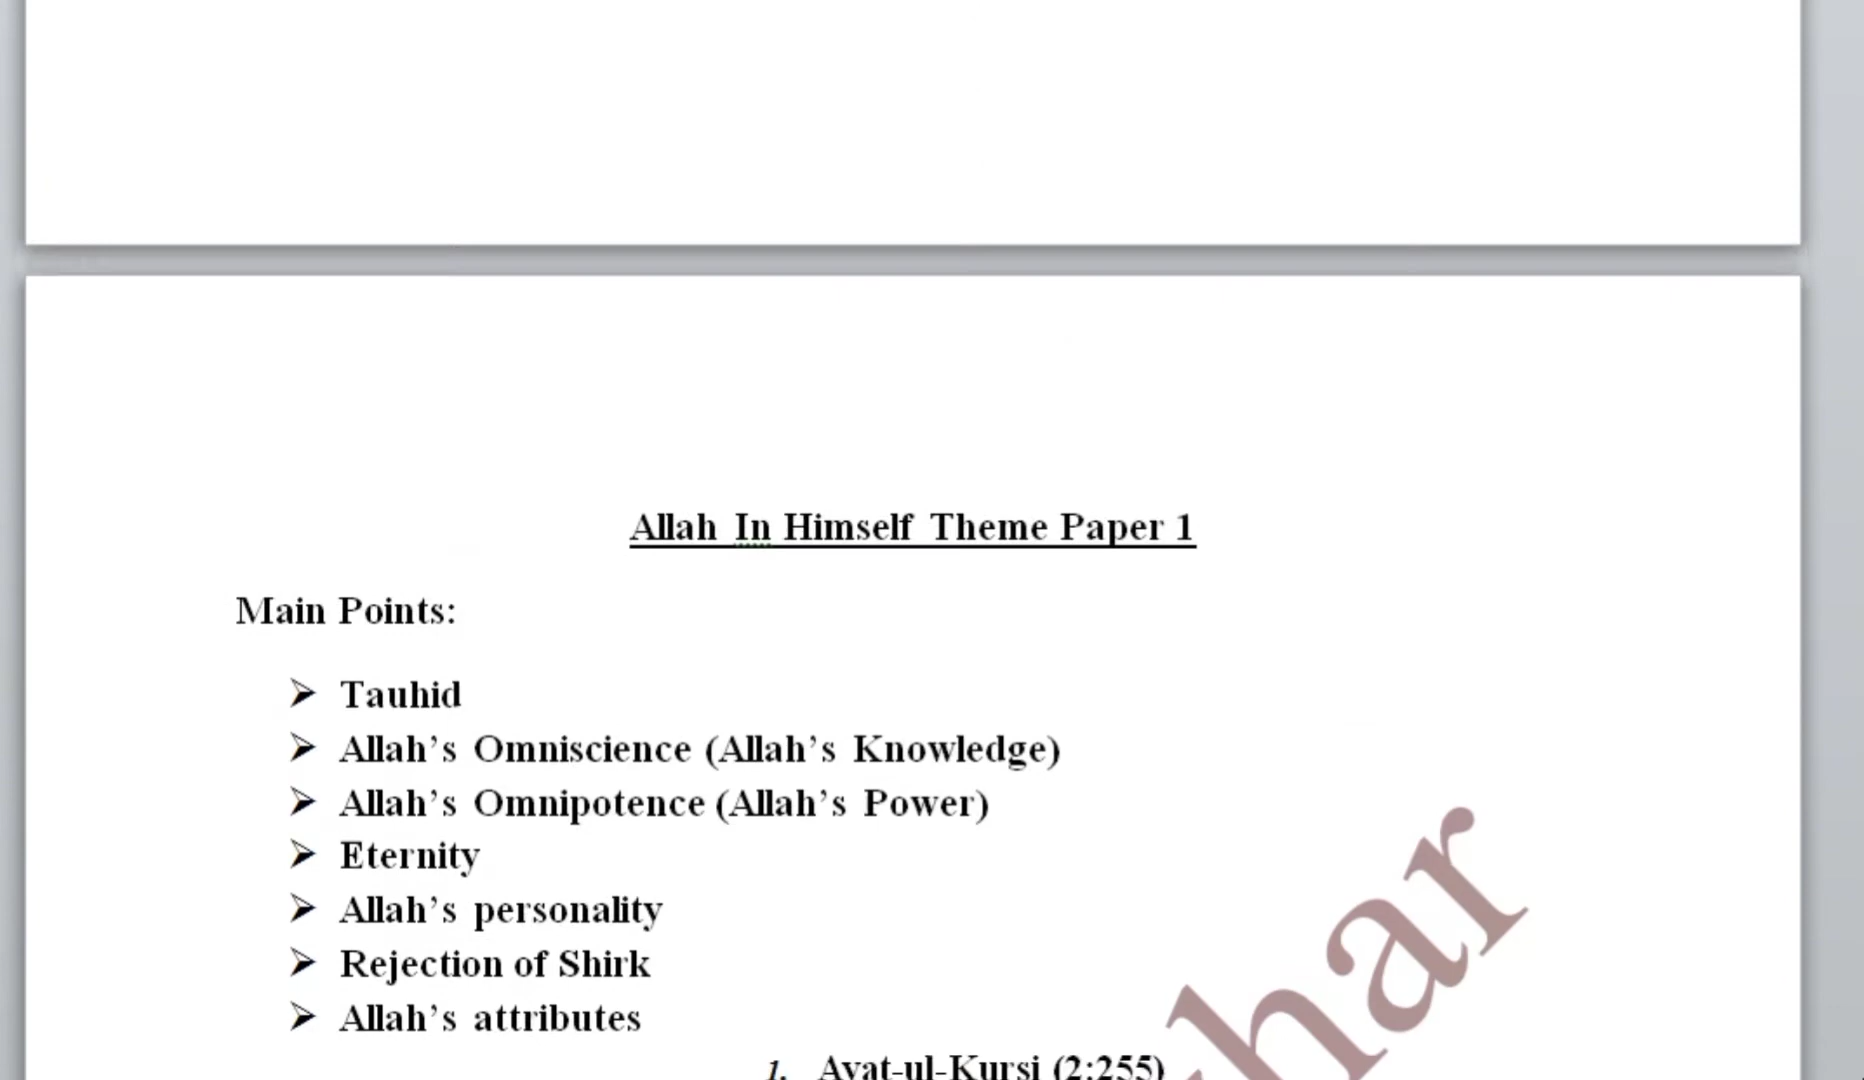 Allah In Himself Theme Paper 1
Main Points:
➢ Tauhid
➢ Allah’s Omniscience (Allah’s Knowledge)
➢ Allah’s Omnipotence (Allah’s Power)
➢ Eternity
➢ Allah’s personality
➢ Rejection of Shirk
➢ Allah’s attributes
1. Ayat-ul-Kursi (2:255)
har